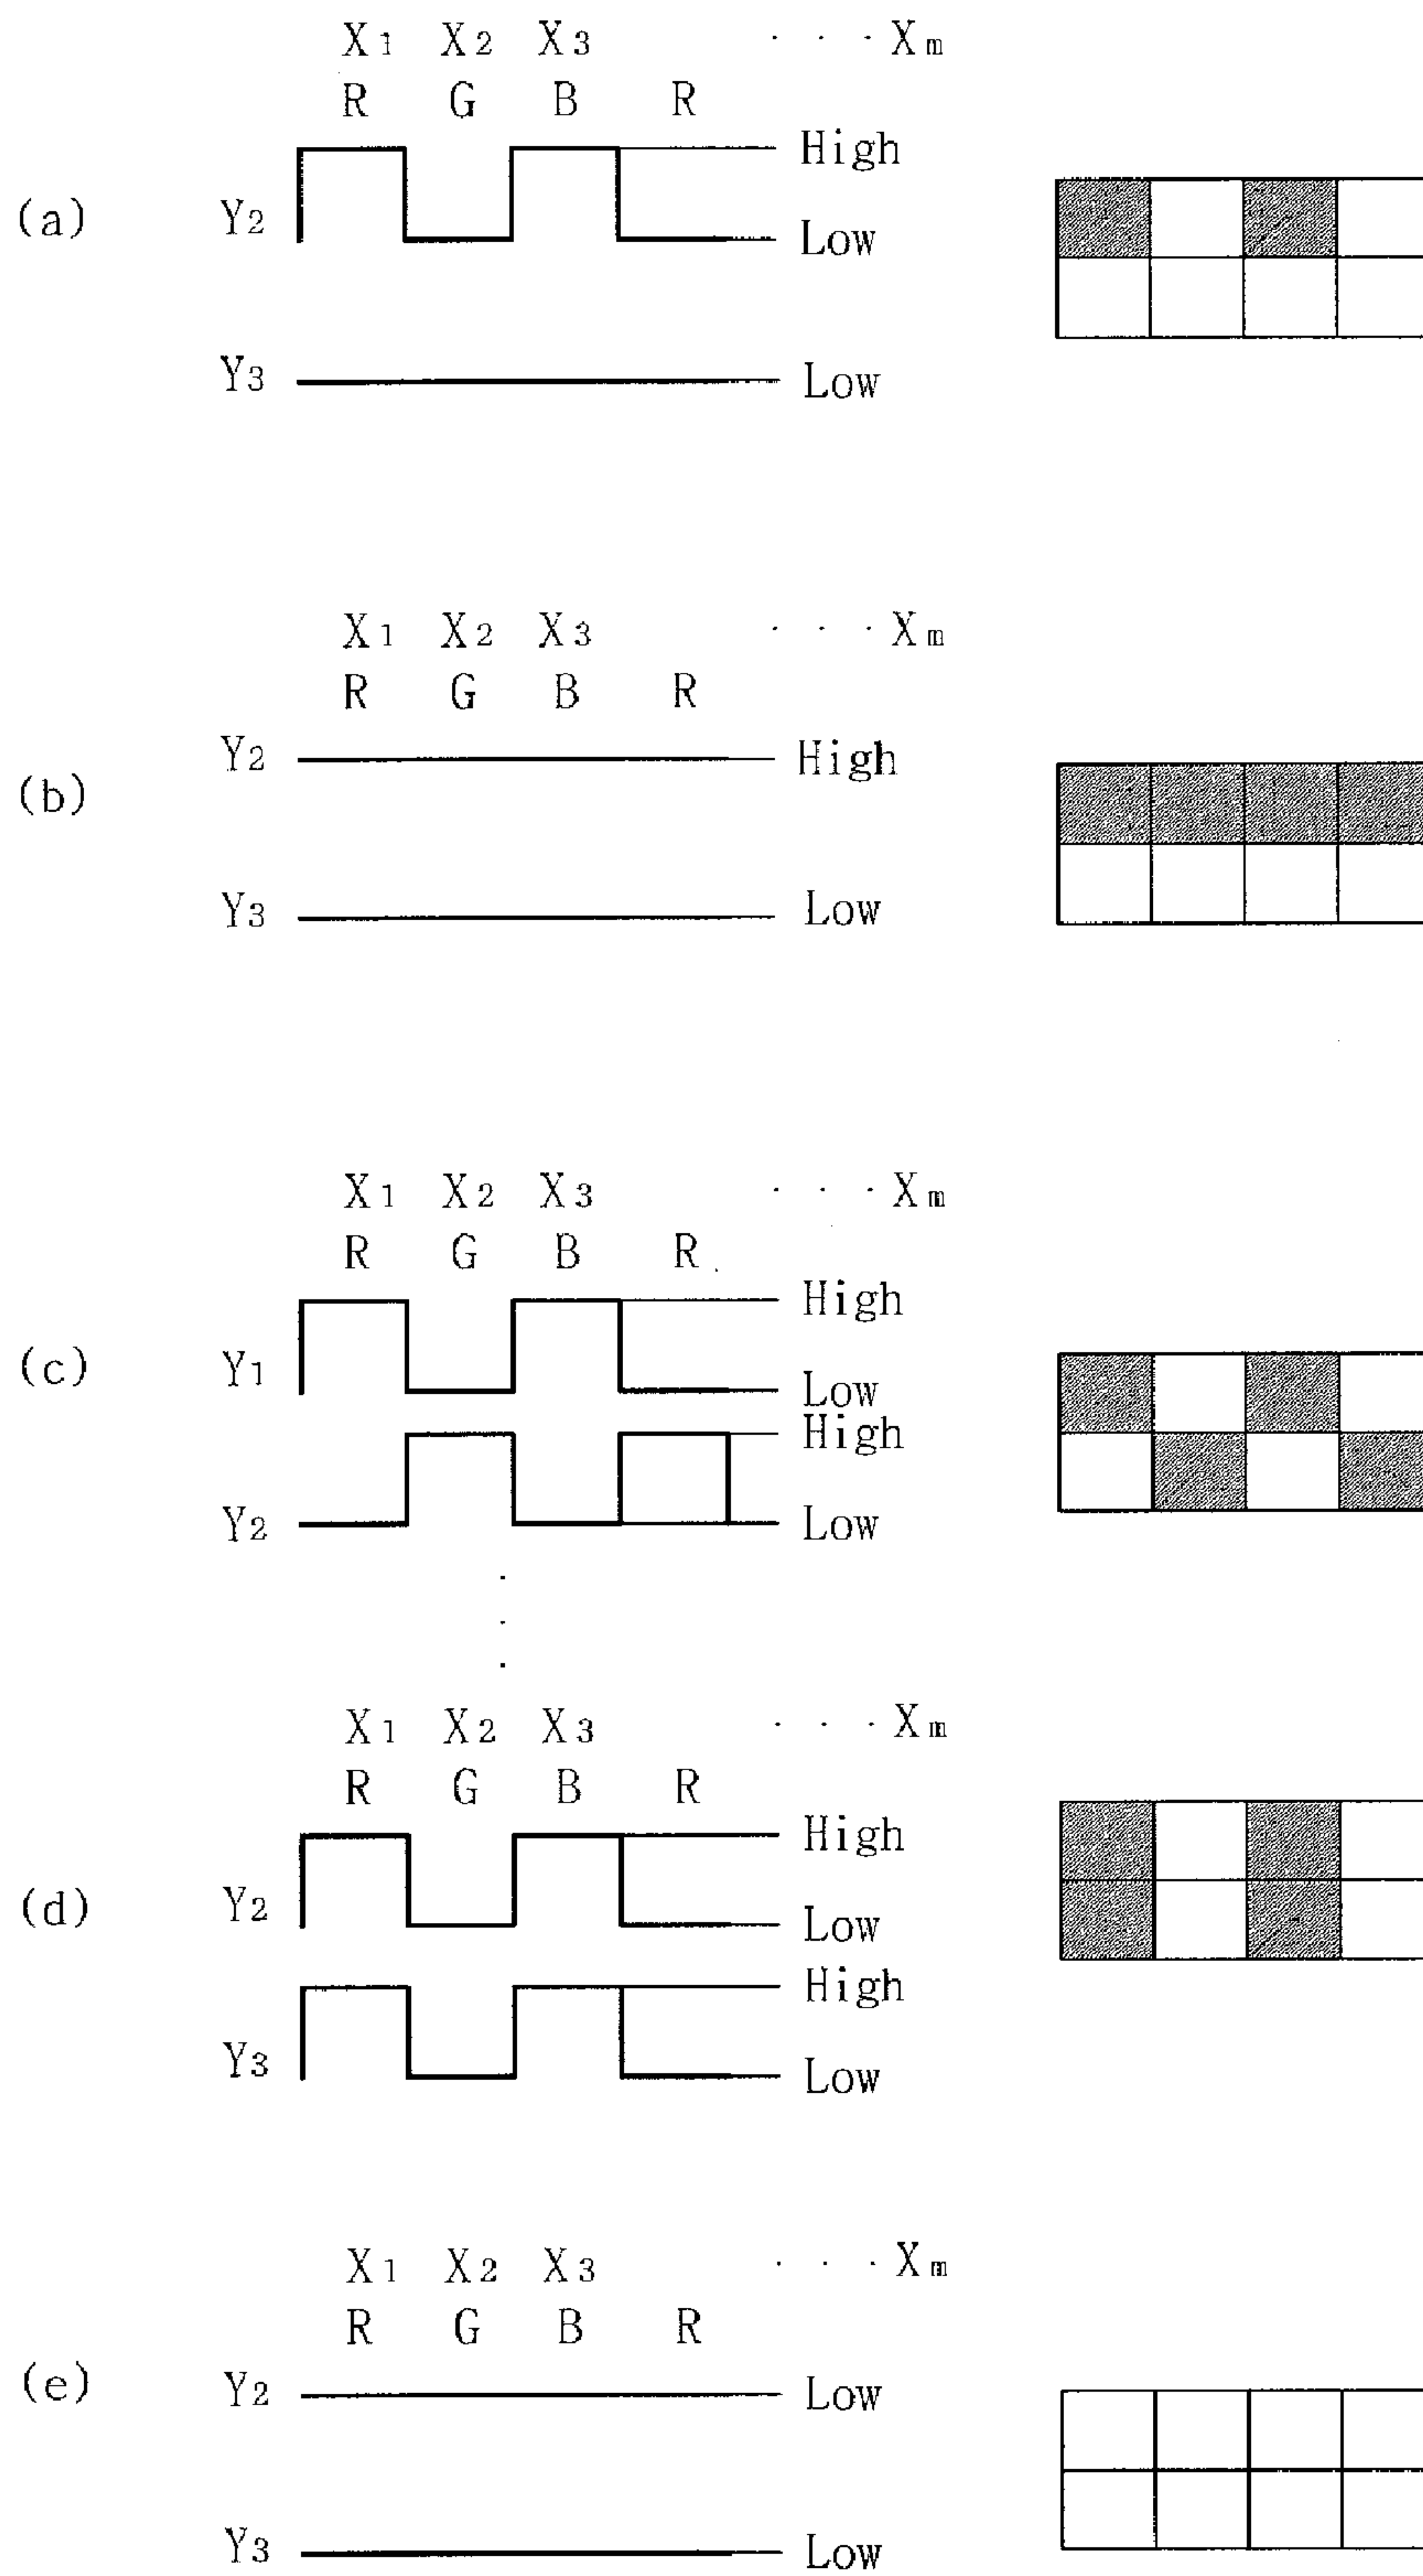 X1 X2 X3 · · · Xm
R G B R
High
(a) Y2
Low
Y3 Low
X1 X2 X3 · · · Xm
R G B R
Y2 High
(b)
Y3 Low
X1 X2 X3 · · · Xm
R G B R
High
(c) Y1
Low
High
Y2 Low
X1 X2 X3 · · · Xm
R G B R
High
(d) Y2
Low
High
Y3 Low
X1 X2 X3 · · · Xm
R G B R
(e) Y2 Low
Y3 Low